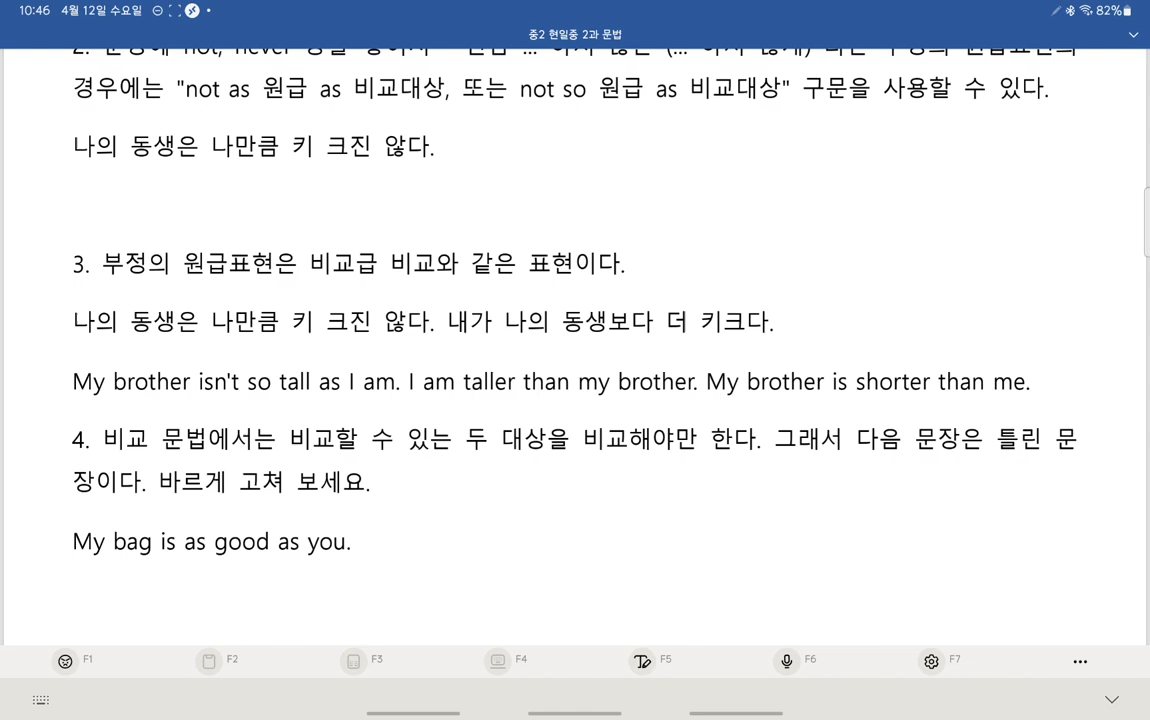 10:46 4월 12일 수요일
82%
중2 현일중 2과 문법
경우에는 "not as 원급 as 비교대상, 또는 not so 원급 as 비교대상" 구문을 사용할 수 있다.
나의 동생은 나만큼 키 크진 않다.
3. 부정의 원급표현은 비교급 비교와 같은 표현이다.
나의 동생은 나만큼 키 크진 않다. 내가 나의 동생보다 더 키크다.
My brother isn't so tall as I am. I am taller than my brother. My brother is shorter than me.
4. 비교 문법에서는 비교할 수 있는 두 대상을 비교해야만 한다. 그래서 다음 문장은 틀린 문
장이다. 바르게 고쳐 보세요.
My bag is as good as you.
F1 F2 F3 F4 F5 F6 F7